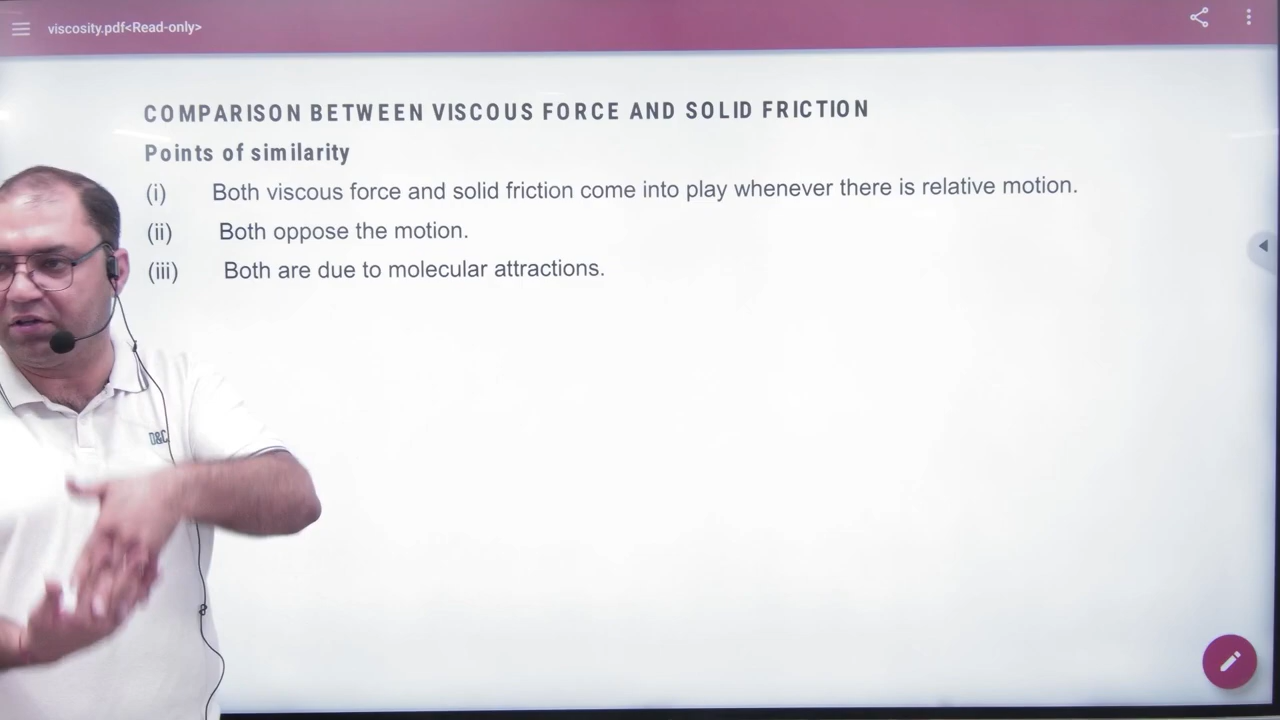 viscosity.pdf<Read-only>
COMPARISON BETWEEN VISCOUS FORCE AND SOLID FRICTION
Points of similarity
(i) Both viscous force and solid friction come into play whenever there is relative motion.
(ii) Both oppose the motion.
(iii) Both are due to molecular attractions.
D&C